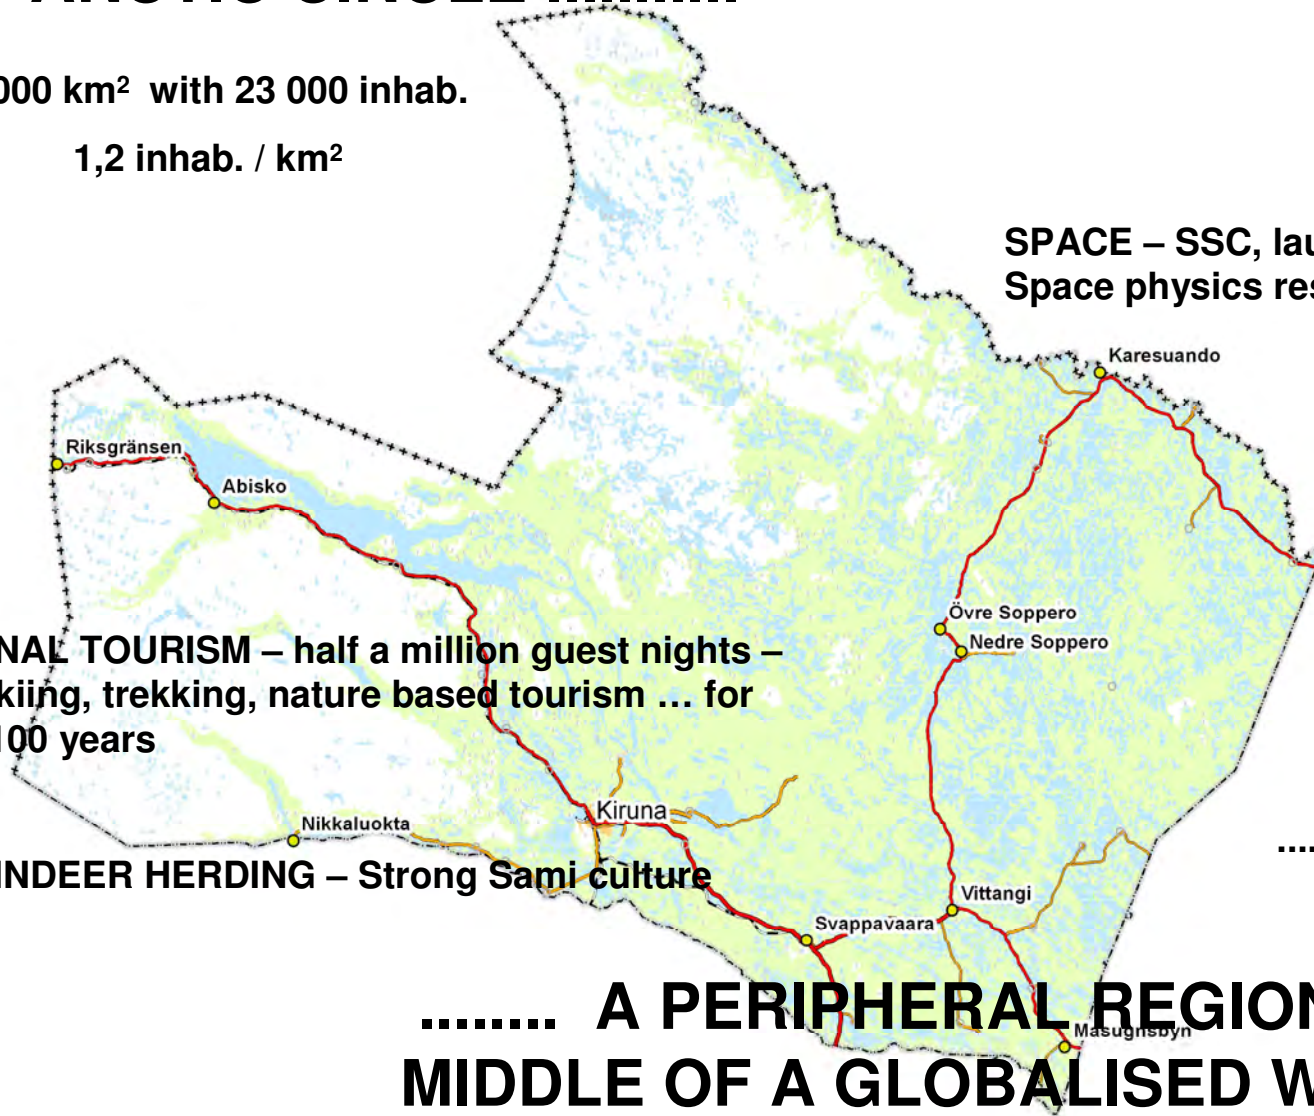 ARCTIC CIRCLE ...........
000 km² with 23 000 inhab.
1,2 inhab. / km²
SPACE – SSC, lau
Space physics res
Karesuando
Riksgränsen
Abisko
Övre Soppero
Nedre Soppero
NAL TOURISM – half a million guest nights –
kiing, trekking, nature based tourism … for
100 years
Kiruna
Nikkaluokta
....
INDEER HERDING – Strong Sami culture
Vittangi
Svappavaara
........ A PERIPHERAL REGION
Masugnsbyn
MIDDLE OF A GLOBALISED W